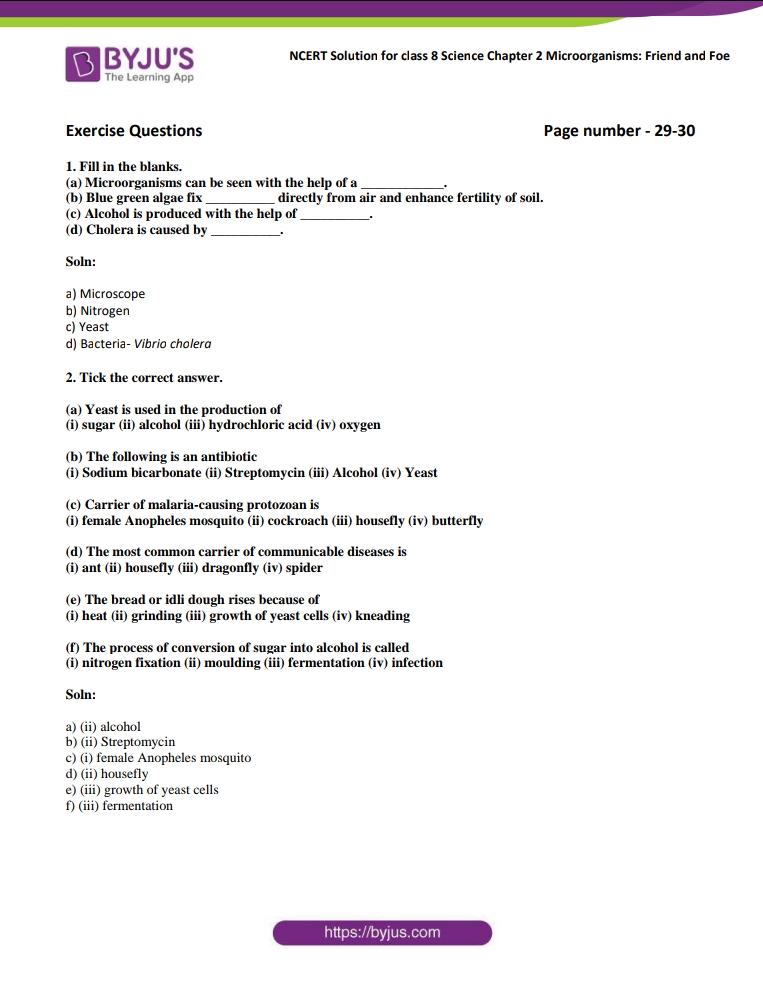 BYJU'S
The Learning App
NCERT Solution for class 8 Science Chapter 2 Microorganisms: Friend and Foe
Exercise Questions Page number - 29-30
1. Fill in the blanks.
(a) Microorganisms can be seen with the help of a ____________.
(b) Blue green algae fix __________ directly from air and enhance fertility of soil.
(c) Alcohol is produced with the help of __________.
(d) Cholera is caused by __________.
Soln:
a) Microscope
b) Nitrogen
c) Yeast
d) Bacteria- Vibrio cholera
2. Tick the correct answer.
(a) Yeast is used in the production of
(i) sugar (ii) alcohol (iii) hydrochloric acid (iv) oxygen
(b) The following is an antibiotic
(i) Sodium bicarbonate (ii) Streptomycin (iii) Alcohol (iv) Yeast
(c) Carrier of malaria-causing protozoan is
(i) female Anopheles mosquito (ii) cockroach (iii) housefly (iv) butterfly
(d) The most common carrier of communicable diseases is
(i) ant (ii) housefly (iii) dragonfly (iv) spider
(e) The bread or idli dough rises because of
(i) heat (ii) grinding (iii) growth of yeast cells (iv) kneading
(f) The process of conversion of sugar into alcohol is called
(i) nitrogen fixation (ii) moulding (iii) fermentation (iv) infection
Soln:
a) (ii) alcohol
b) (ii) Streptomycin
c) (i) female Anopheles mosquito
d) (ii) housefly
e) (iii) growth of yeast cells
f) (iii) fermentation
https://byjus.com